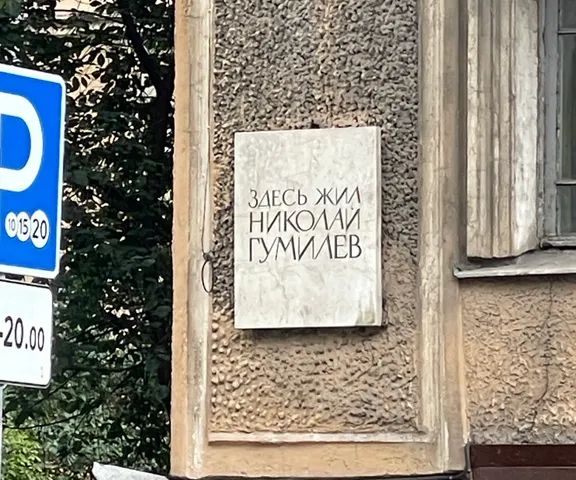 P
10 15 20
-20.00
ЗДЕСЬ ЖИЛ
НИКОЛАЙ
ГУМИЛЕВ